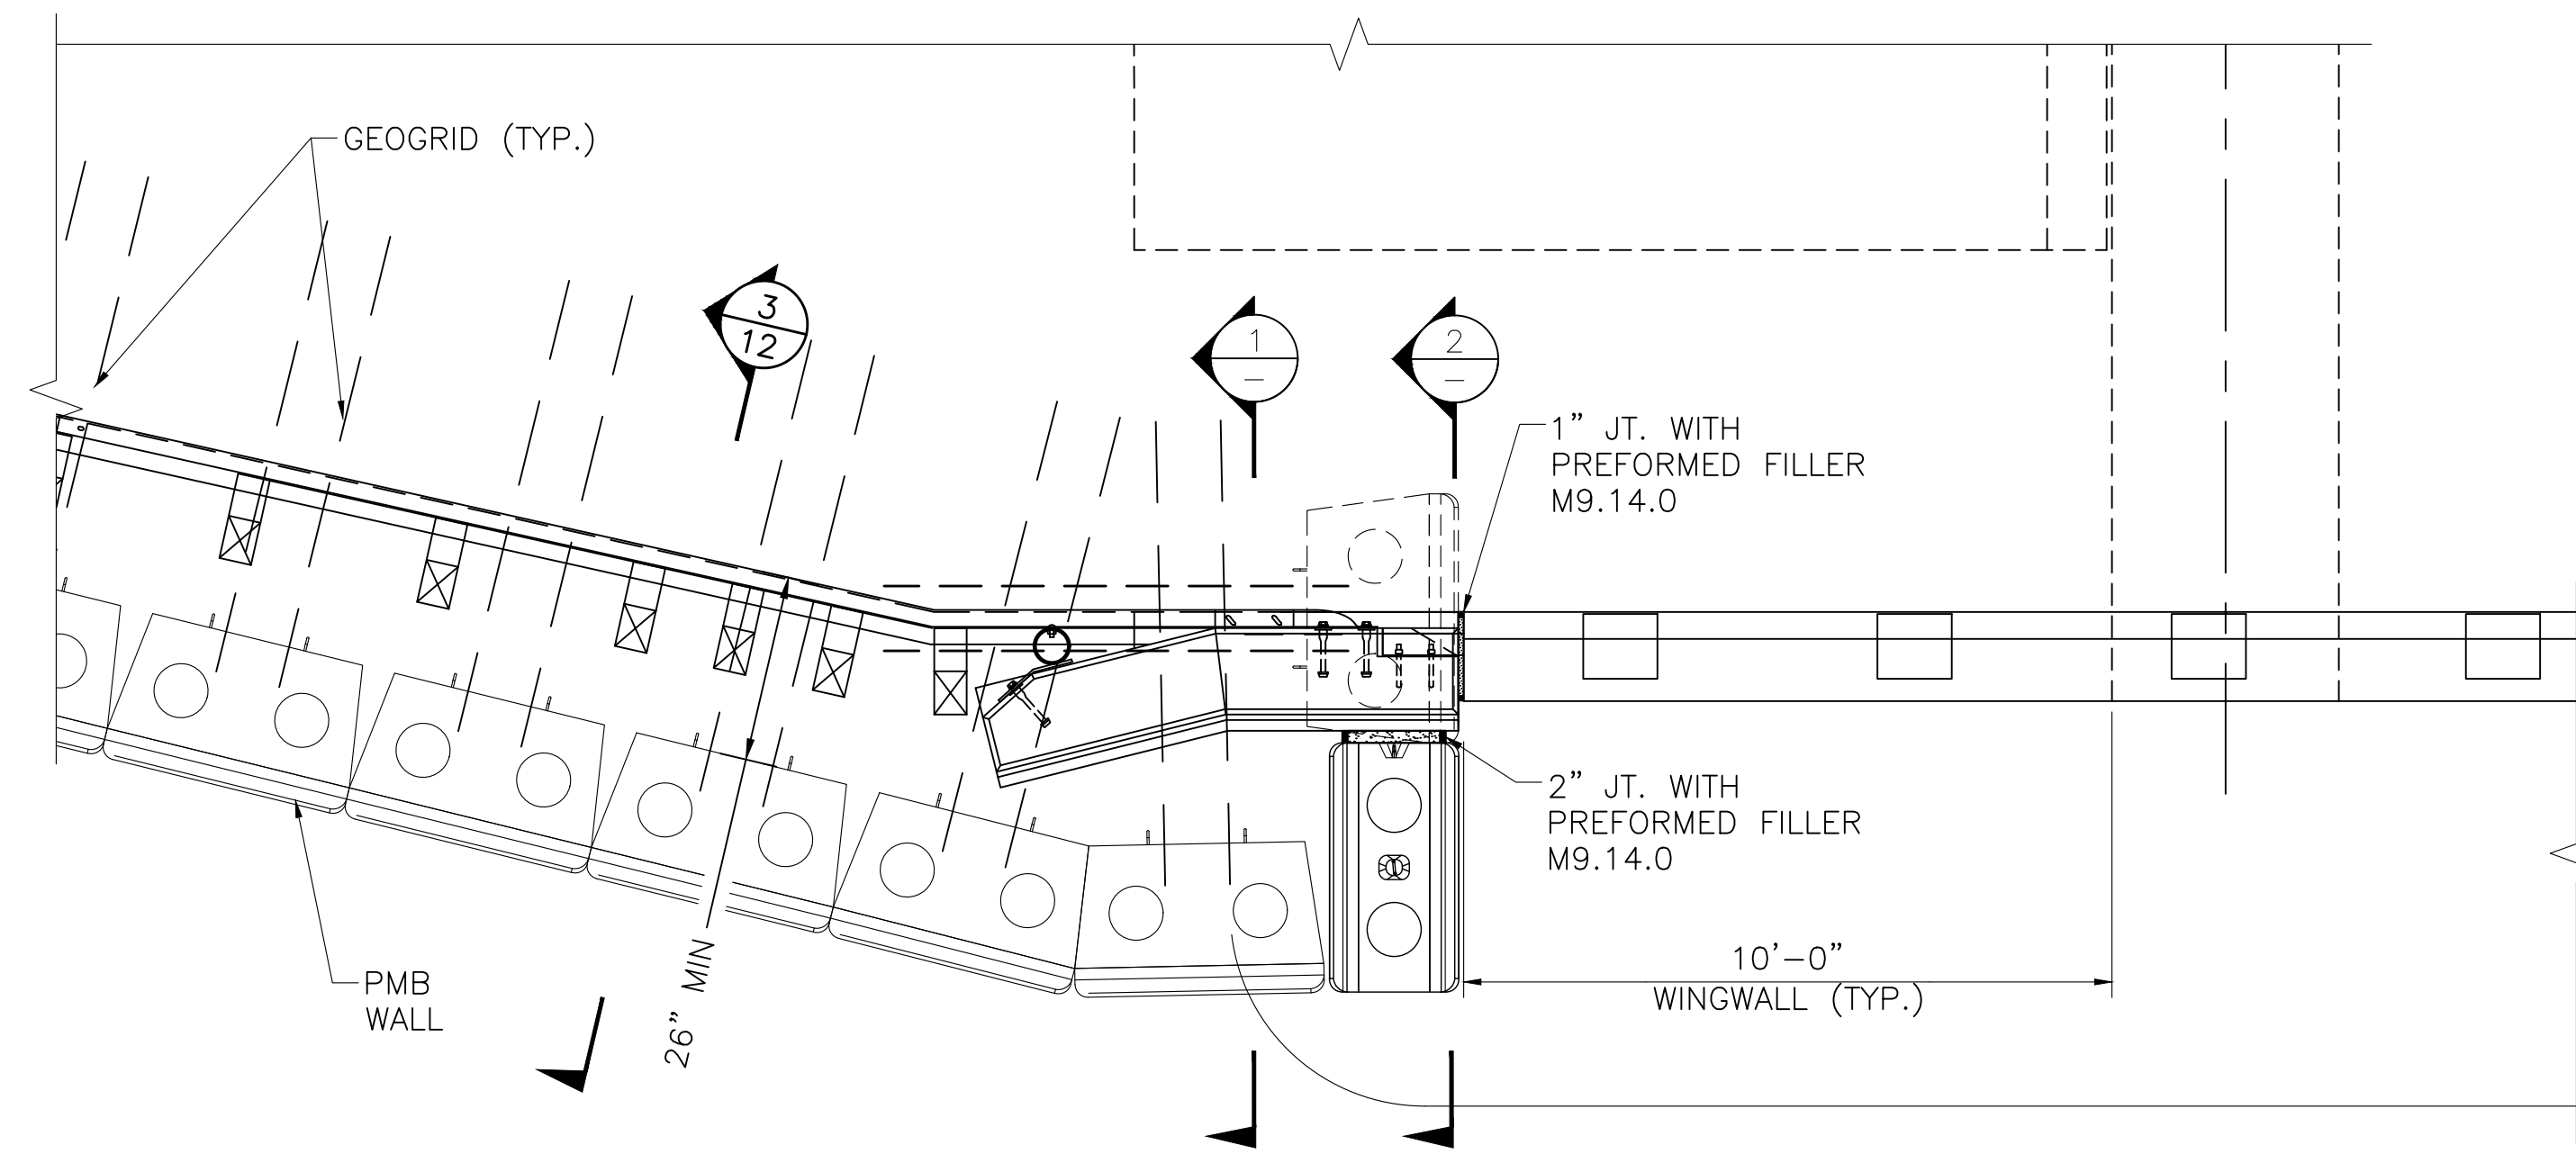 GEOGRID (TYP.)
3
12
1
–
2
–
1" JT. WITH
PREFORMED FILLER
M9.14.0
2" JT. WITH
PREFORMED FILLER
M9.14.0
10'–0"
WINGWALL (TYP.)
PMB
WALL
26" MIN